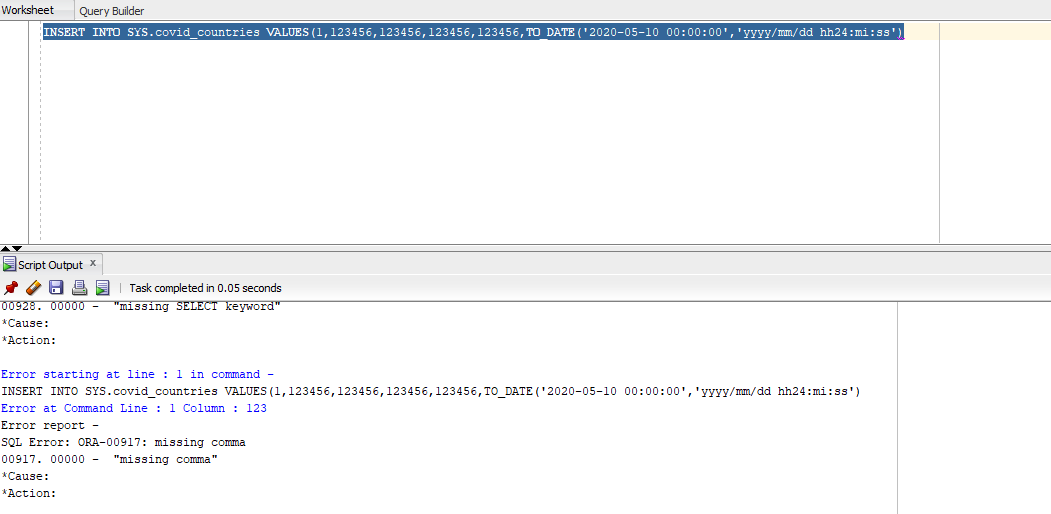 Worksheet Query Builder
INSERT INTO SYS.covid_countries VALUES(1,123456,123456,123456,123456,TO_DATE('2020-05-10 00:00:00','yyyy/mm/dd hh24:mi:ss')
Script Output x
Task completed in 0.05 seconds
00928. 00000 - "missing SELECT keyword"
*Cause:
*Action:
Error starting at line : 1 in command -
INSERT INTO SYS.covid_countries VALUES(1,123456,123456,123456,123456,TO_DATE('2020-05-10 00:00:00','yyyy/mm/dd hh24:mi:ss')
Error at Command Line : 1 Column : 123
Error report -
SQL Error: ORA-00917: missing comma
00917. 00000 - "missing comma"
*Cause:
*Action: